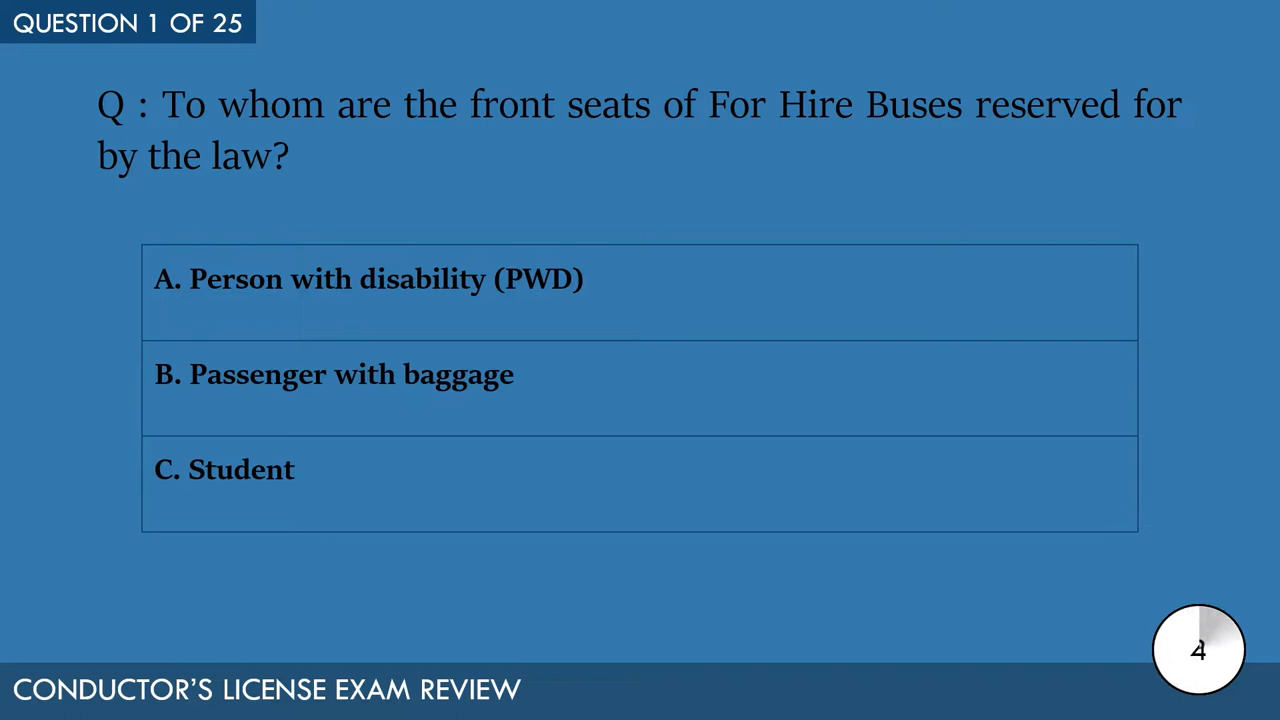 QUESTION 1 OF 25
Q : To whom are the front seats of For Hire Buses reserved for
by the law?
A. Person with disability (PWD)
B. Passenger with baggage
C. Student
CONDUCTOR'S LICENSE EXAM REVIEW